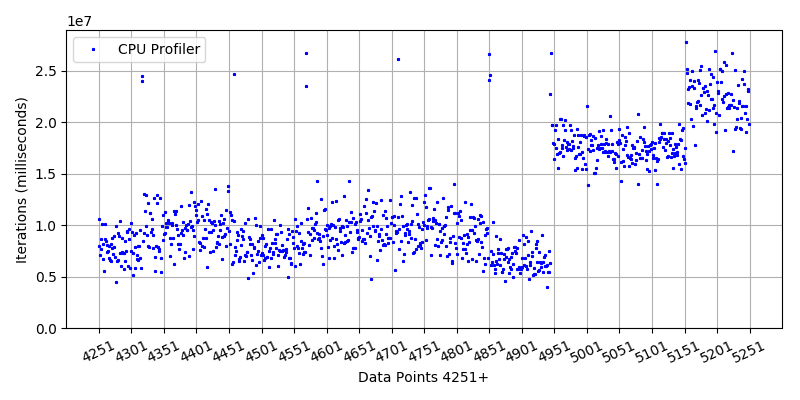 1e7
CPU Profiler
2.5
2.0
1.5
1.0
0.5
0.0
Iterations (milliseconds)
4251 4301 4351 4401 4451 4501 4551 4601 4651 4701 4751 4801 4851 4901 4951 5001 5051 5101 5151 5201 5251
Data Points 4251+